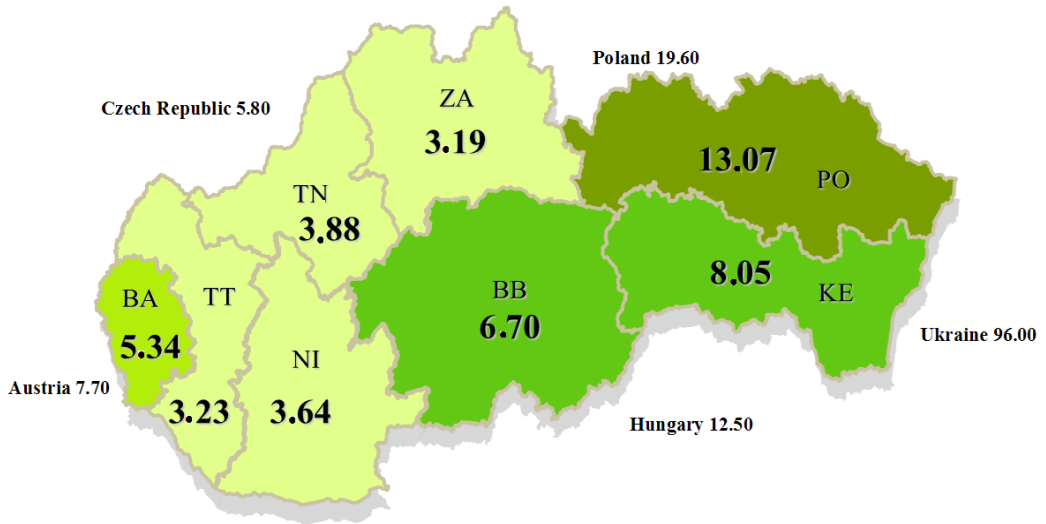 Poland 19.60
ZA
Czech Republic 5.80
3.19
13.07
PO
TN
3.88
8.05
BA
TT
BB
KE
5.34
6.70
Ukraine 96.00
NI
Austria 7.70
3.23
3.64
Hungary 12.50